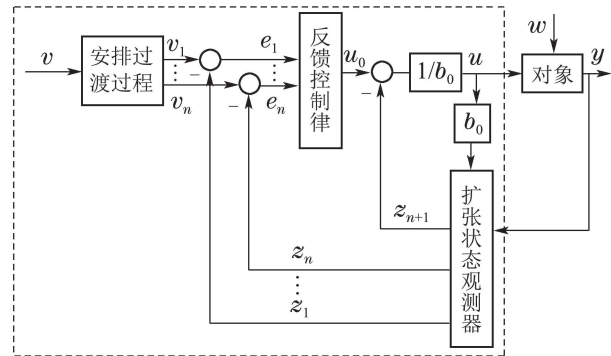 v
安排过
渡过程
v₁
⋮
vₙ
−
−
e₁
⋮
eₙ
反馈控制律
u₀
−
1/b₀
u
b₀
w
对象
y
扩张状态观测器
zₙ₊₁
zₙ
⋮
z₁